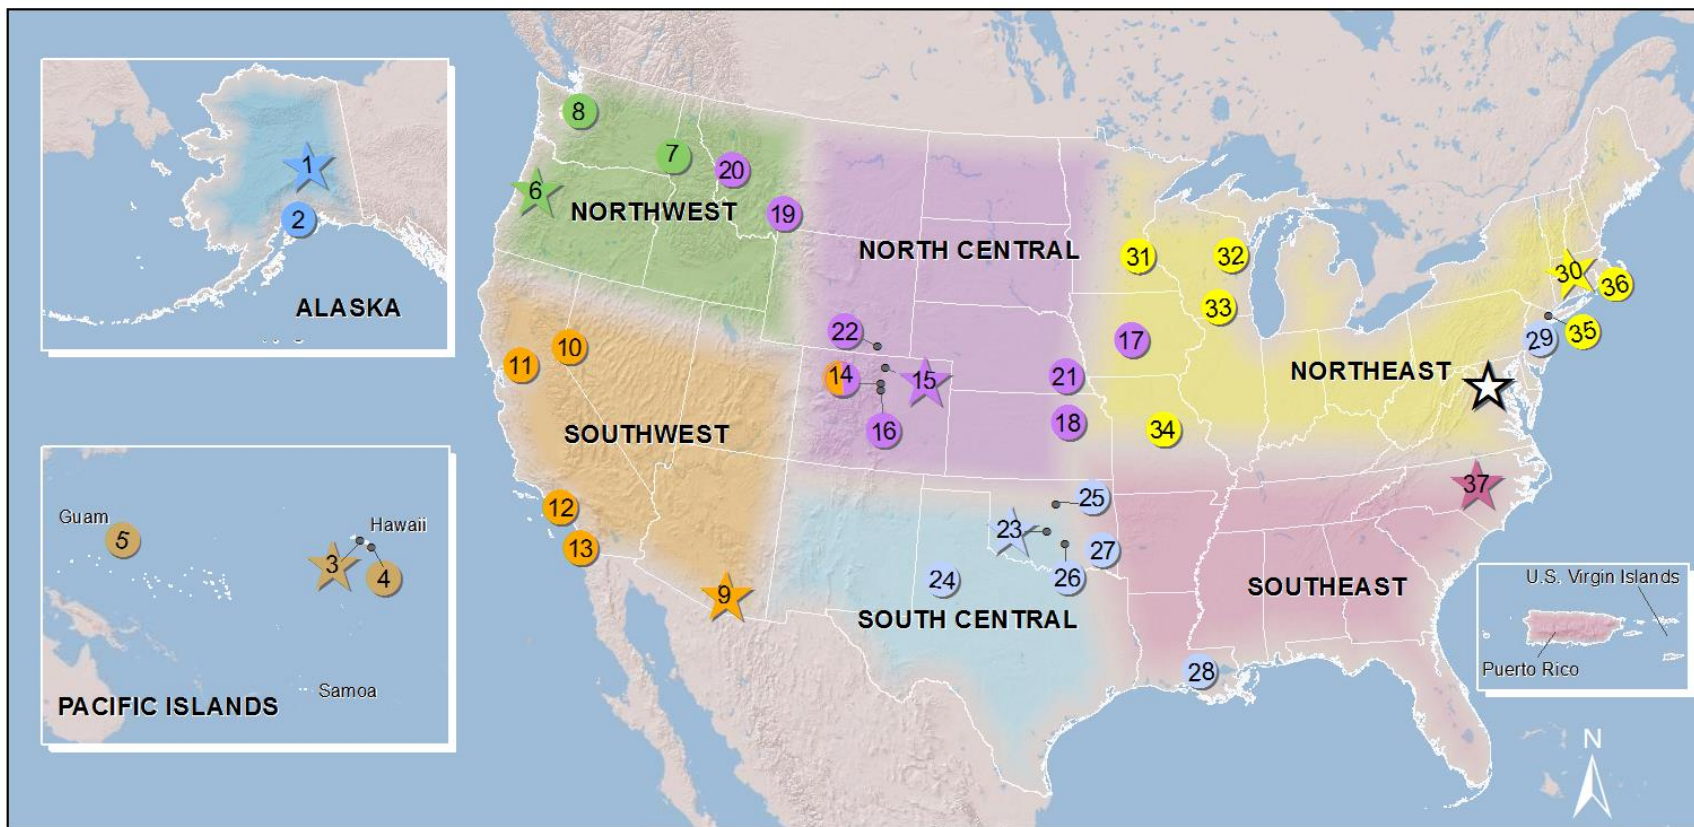 1
2
ALASKA
Guam
5
Hawaii
3
4
Samoa
PACIFIC ISLANDS
8
7
20
6
NORTHWEST
19
NORTH CENTRAL
31
32
30
36
33
22
17
29
35
10
11
14
15
21
NORTHEAST
16
18
34
SOUTHWEST
12
13
9
25
23
27
24
26
SOUTH CENTRAL
37
SOUTHEAST
28
U.S. Virgin Islands
Puerto Rico
N